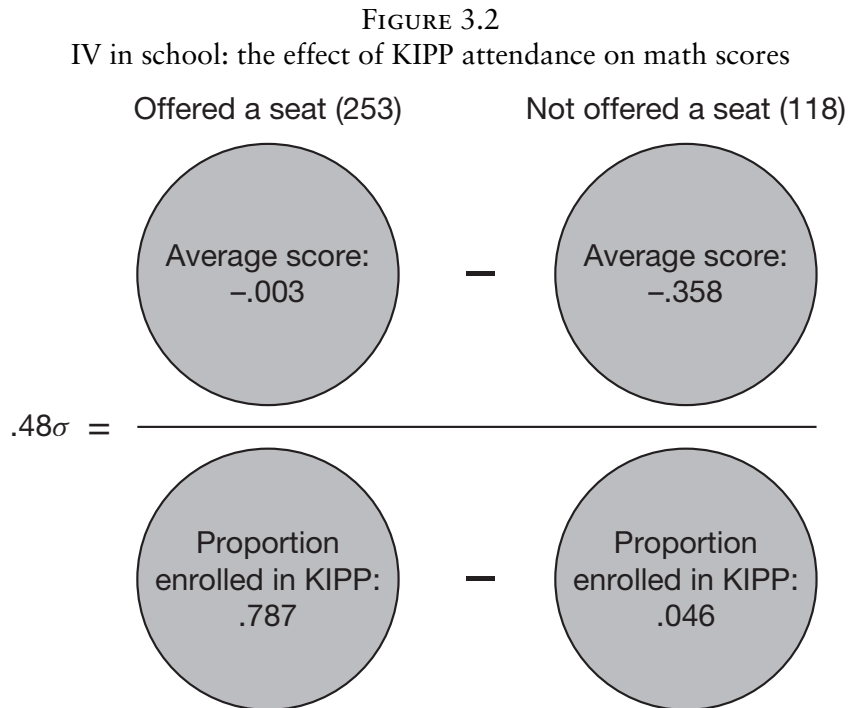 FIGURE 3.2
IV in school: the effect of KIPP attendance on math scores
Offered a seat (253)
Not offered a seat (118)
Average score:
–.003
–
Average score:
–.358
.48σ =
Proportion
enrolled in KIPP:
.787
–
Proportion
enrolled in KIPP:
.046